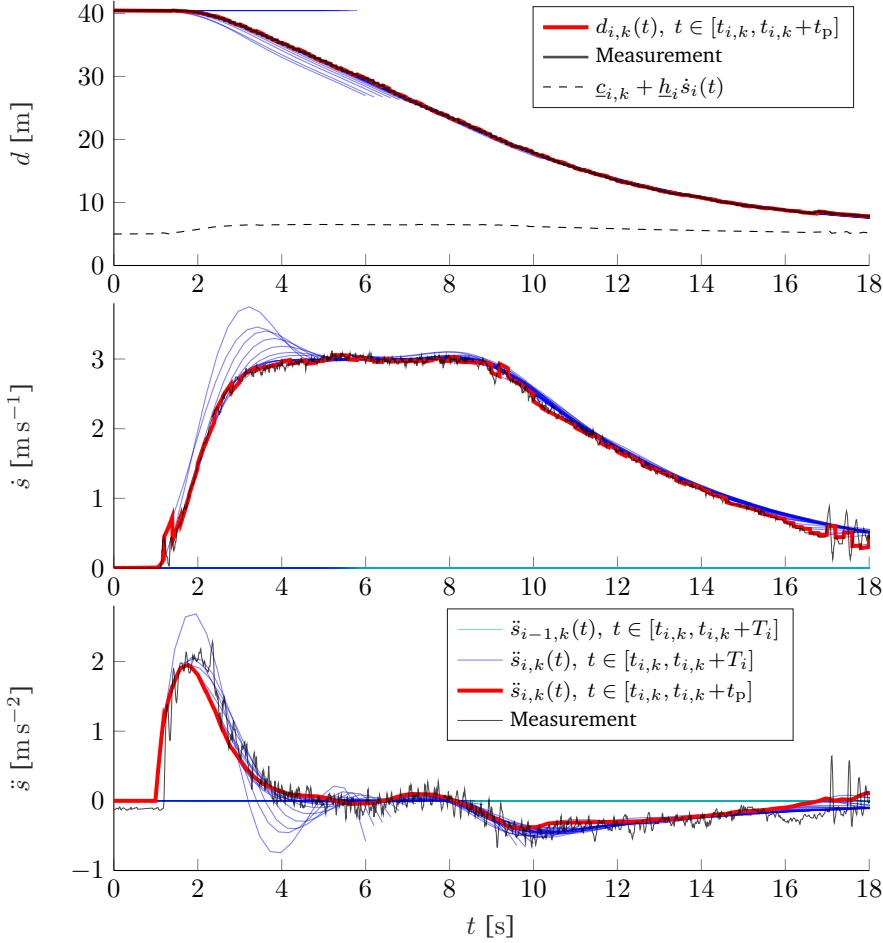 40
30
20
10
0
d [m]
d_{i,k}(t), t ∈ [t_{i,k}, t_{i,k}+t_p]
Measurement
c_{i,k} + h_i ṡ_i(t)
0 2 4 6 8 10 12 14 16 18
3
2
1
0
ṡ [m s⁻¹]
0 2 4 6 8 10 12 14 16 18
2
1
0
−1
s̈ [m s⁻²]
s̈_{i−1,k}(t), t ∈ [t_{i,k}, t_{i,k}+T_i]
s̈_{i,k}(t), t ∈ [t_{i,k}, t_{i,k}+T_i]
s̈_{i,k}(t), t ∈ [t_{i,k}, t_{i,k}+t_p]
Measurement
0 2 4 6 8 10 12 14 16 18
t [s]